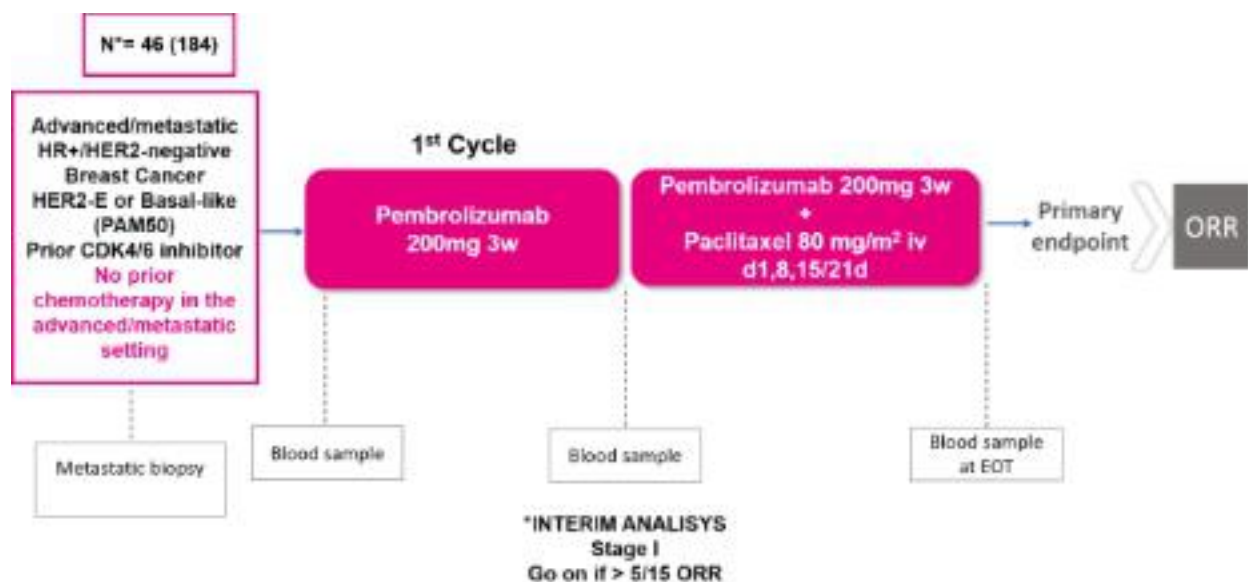 N*= 46 (184)
Advanced/metastatic
HR+/HER2-negative
Breast Cancer
HER2-E or Basal-like
(PAM50)
Prior CDK4/6 inhibitor
No prior
chemotherapy in the
advanced/metastatic
setting
1st Cycle
Pembrolizumab
200mg 3w
Pembrolizumab 200mg 3w
+
Paclitaxel 80 mg/m² iv
d1,8,15/21d
Primary
endpoint
ORR
Metastatic biopsy
Blood sample
Blood sample
Blood sample
at EOT
*INTERIM ANALISYS
Stage I
Go on if > 5/15 ORR